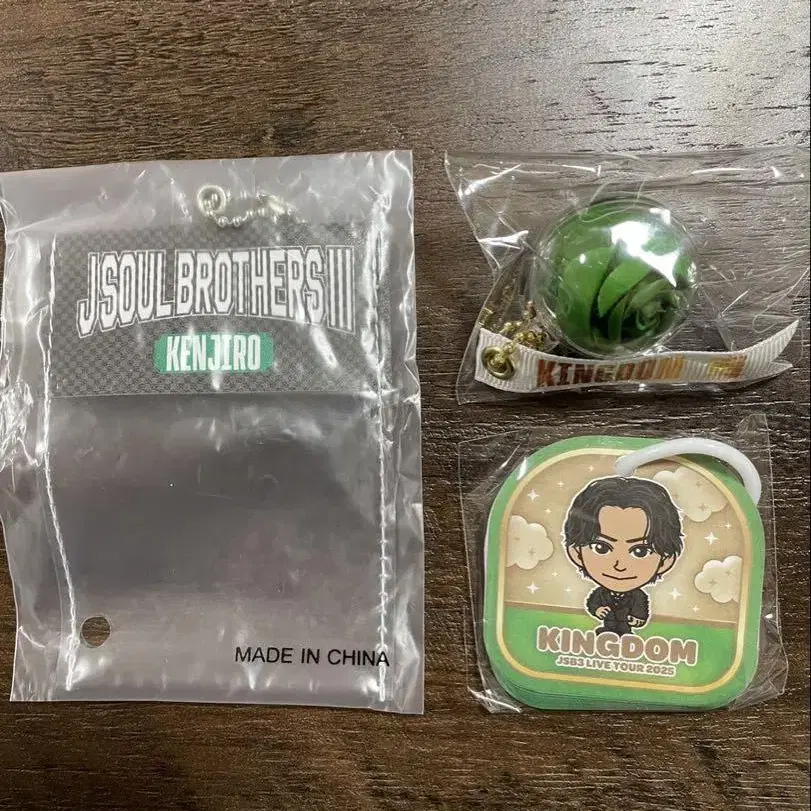 J SOUL BROTHERS III
KENJIRO
MADE IN CHINA
KINGDOM
KINGDOM
JSB3 LIVE TOUR 2025